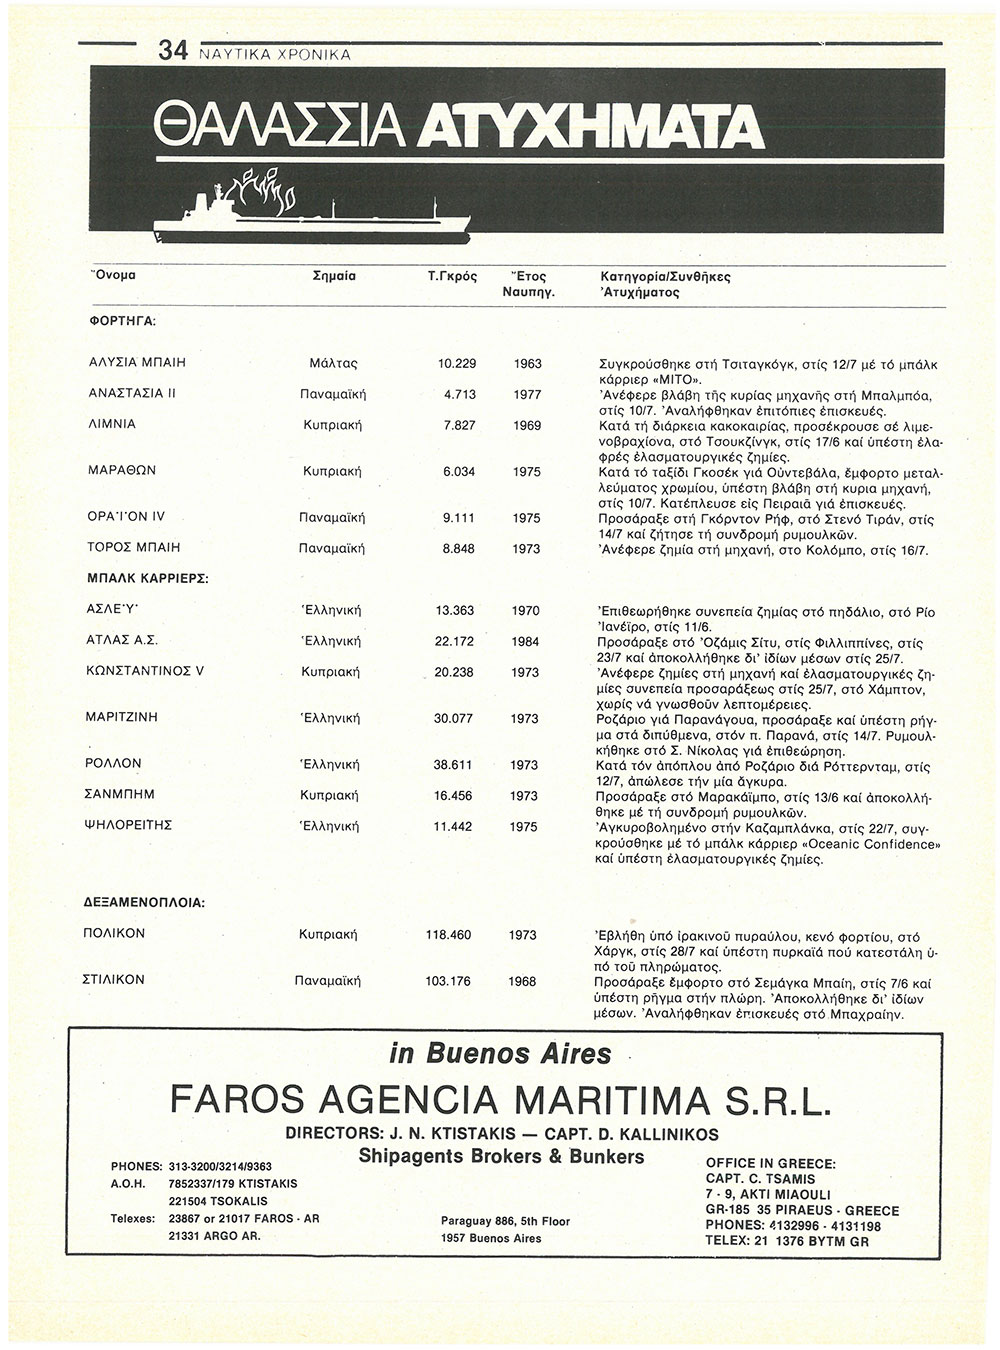 34 ΝΑΥΤΙΚΑ ΧΡΟΝΙΚΑ
ΘΑΛΑΣΣΙΑ ΑΤΥΧΗΜΑΤΑ
Ὄνομα Σημαία Τ.Γκρός Ἔτος Κατηγορία/Συνθῆκες
Ναυπηγ. Ἀτυχήματος
ΦΟΡΤΗΓΑ:
ΑΛΥΣΙΑ ΜΠΑΙΗ Μάλτας 10.229 1963 Συγκρούσθηκε στή Τσιταγκόγκ, στίς 12/7 μέ τό μπάλκ
κάρριερ «ΜΙΤΟ».
ΑΝΑΣΤΑΣΙΑ ΙΙ Παναμαϊκή 4.713 1977 Ἀνέφερε βλάβη τῆς κυρίας μηχανῆς στή Μπαλμπόα,
στίς 10/7. Ἀναλήφθηκαν ἐπιτόπιες ἐπισκευές.
ΛΙΜΝΙΑ Κυπριακή 7.827 1969 Κατά τή διάρκεια κακοκαιρίας, προσέκρουσε σέ λιμε-
νοβραχίονα, στό Τσουκζίνγκ, στίς 17/6 καί ὑπέστη ἐλα-
φρές ἐλασματουργικές ζημίες.
ΜΑΡΑΘΩΝ Κυπριακή 6.034 1975 Κατά τό ταξίδι Γκοσέκ γιά Οὐντεβάλα, ἔμφορτο μεταλ-
λεύματος χρωμίου, ὑπέστη βλάβη στή κυρια μηχανή,
στίς 10/7. Κατέπλευσε εἰς Πειραιᾶ γιά ἐπισκευές.
ΟΡΑΪΟΝ IV Παναμαϊκή 9.111 1975 Προσάραξε στή Γκόρντον Ρήφ, στό Στενό Τιράν, στίς
14/7 καί ζήτησε τή συνδρομή ρυμουλκῶν.
ΤΟΡΟΣ ΜΠΑΙΗ Παναμαϊκή 8.848 1973 Ἀνέφερε ζημία στή μηχανή, στο Κολόμπο, στίς 16/7.
ΜΠΑΛΚ ΚΑΡΡΙΕΡΣ:
ΑΣΛΕΫ Ἑλληνική 13.363 1970 Ἐπιθεωρήθηκε συνεπεία ζημίας στό πηδάλιο, στό Ρίο
Ἰανέϊρο, στίς 11/6.
ΑΤΛΑΣ Α.Σ. Ἑλληνική 22.172 1984 Προσάραξε στό Ὀζάμις Σίτυ, στίς Φιλλιππίνες, στίς
23/7 καί ἀποκολλήθηκε δι' ἰδίων μέσων στίς 25/7.
ΚΩΝΣΤΑΝΤΙΝΟΣ V Κυπριακή 20.238 1973 Ἀνέφερε ζημίες στή μηχανή καί ἐλασματουργικές ζη-
μίες συνεπεία προσαράξεως στίς 25/7, στό Χάμπτον,
χωρίς νά γνωσθοῦν λεπτομέρειες.
ΜΑΡΙΤΖΙΝΗ Ἑλληνική 30.077 1973 Ροζάριο γιά Παρανάγουα, προσάραξε καί ὑπέστη ρήγ-
μα στά διπύθμενα, στόν π. Παρανά, στίς 14/7. Ρυμουλ-
κήθηκε στό Σ. Νίκολας γιά ἐπιθεώρηση.
ΡΟΛΛΟΝ Ἑλληνική 38.611 1973 Κατά τόν ἀπόπλου ἀπό Ροζάριο διά Ρόττερνταμ, στίς
12/7, ἀπώλεσε τήν μία ἄγκυρα.
ΣΑΝΜΠΗΜ Κυπριακή 16.456 1973 Προσάραξε στό Μαρακάϊμπο, στίς 13/6 καί ἀποκολλή-
θηκε μέ τή συνδρομή ρυμουλκῶν.
ΨΗΛΟΡΕΙΤΗΣ Ἑλληνική 11.442 1975 Ἀγκυροβολημένο στήν Καζαμπλάνκα, στίς 22/7, συγ-
κρούσθηκε μέ τό μπάλκ κάρριερ «Oceanic Confidence»
καί ὑπέστη ἐλασματουργικές ζημίες.
ΔΕΞΑΜΕΝΟΠΛΟΙΑ:
ΠΟΛΙΚΟΝ Κυπριακή 118.460 1973 Ἐβλήθη ὑπό ἰρακινοῦ πυραύλου, κενό φορτίου, στό
Χάργκ, στίς 28/7 καί ὑπέστη πυρκαϊά πού κατεστάλη ὑ-
πό τοῦ πληρώματος.
ΣΤΙΛΙΚΟΝ Παναμαϊκή 103.176 1968 Προσάραξε ἔμφορτο στό Σεμάγκα Μπαίη, στίς 7/6 καί
ὑπέστη ρῆγμα στήν πλώρη. Ἀποκολλήθηκε δι' ἰδίων
μέσων. Ἀναλήφθηκαν ἐπισκευές στό Μπαχραίην.
in Buenos Aires
FAROS AGENCIA MARITIMA S.R.L.
DIRECTORS: J. N. KTISTAKIS — CAPT. D. KALLINIKOS
Shipagents Brokers & Bunkers
PHONES: 313-3200/3214/9363
A.O.H. 7852337/179 KTISTAKIS
221504 TSOKALIS
Telexes: 23867 or 21017 FAROS - AR
21331 ARGO AR.
Paraguay 886, 5th Floor
1957 Buenos Aires
OFFICE IN GREECE:
CAPT. C. TSAMIS
7 - 9, AKTI MIAOULI
GR-185 35 PIRAEUS - GREECE
PHONES: 4132996 - 4131198
TELEX: 21 1376 BYTM GR